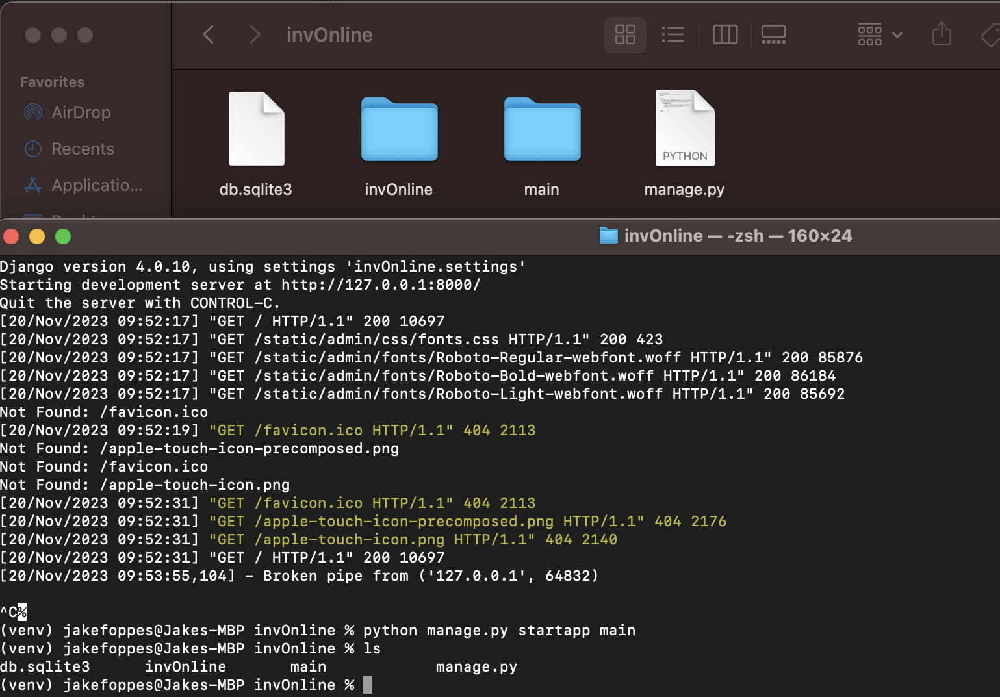 invOnline
Favorites
AirDrop
Recents
Applicatio...
PYTHON
db.sqlite3
invOnline
main
manage.py
invOnline — -zsh — 160×24
Django version 4.0.10, using settings 'invOnline.settings'
Starting development server at http://127.0.0.1:8000/
Quit the server with CONTROL-C.
[20/Nov/2023 09:52:17] "GET / HTTP/1.1" 200 10697
[20/Nov/2023 09:52:17] "GET /static/admin/css/fonts.css HTTP/1.1" 200 423
[20/Nov/2023 09:52:17] "GET /static/admin/fonts/Roboto-Regular-webfont.woff HTTP/1.1" 200 85876
[20/Nov/2023 09:52:17] "GET /static/admin/fonts/Roboto-Bold-webfont.woff HTTP/1.1" 200 86184
[20/Nov/2023 09:52:17] "GET /static/admin/fonts/Roboto-Light-webfont.woff HTTP/1.1" 200 85692
Not Found: /favicon.ico
[20/Nov/2023 09:52:19] "GET /favicon.ico HTTP/1.1" 404 2113
Not Found: /apple-touch-icon-precomposed.png
Not Found: /favicon.ico
Not Found: /apple-touch-icon.png
[20/Nov/2023 09:52:31] "GET /favicon.ico HTTP/1.1" 404 2113
[20/Nov/2023 09:52:31] "GET /apple-touch-icon-precomposed.png HTTP/1.1" 404 2176
[20/Nov/2023 09:52:31] "GET /apple-touch-icon.png HTTP/1.1" 404 2140
[20/Nov/2023 09:52:31] "GET / HTTP/1.1" 200 10697
[20/Nov/2023 09:53:55,104] - Broken pipe from ('127.0.0.1', 64832)
^C%
(venv) jakefoppes@Jakes-MBP invOnline % python manage.py startapp main
(venv) jakefoppes@Jakes-MBP invOnline % ls
db.sqlite3 invOnline main manage.py
(venv) jakefoppes@Jakes-MBP invOnline %